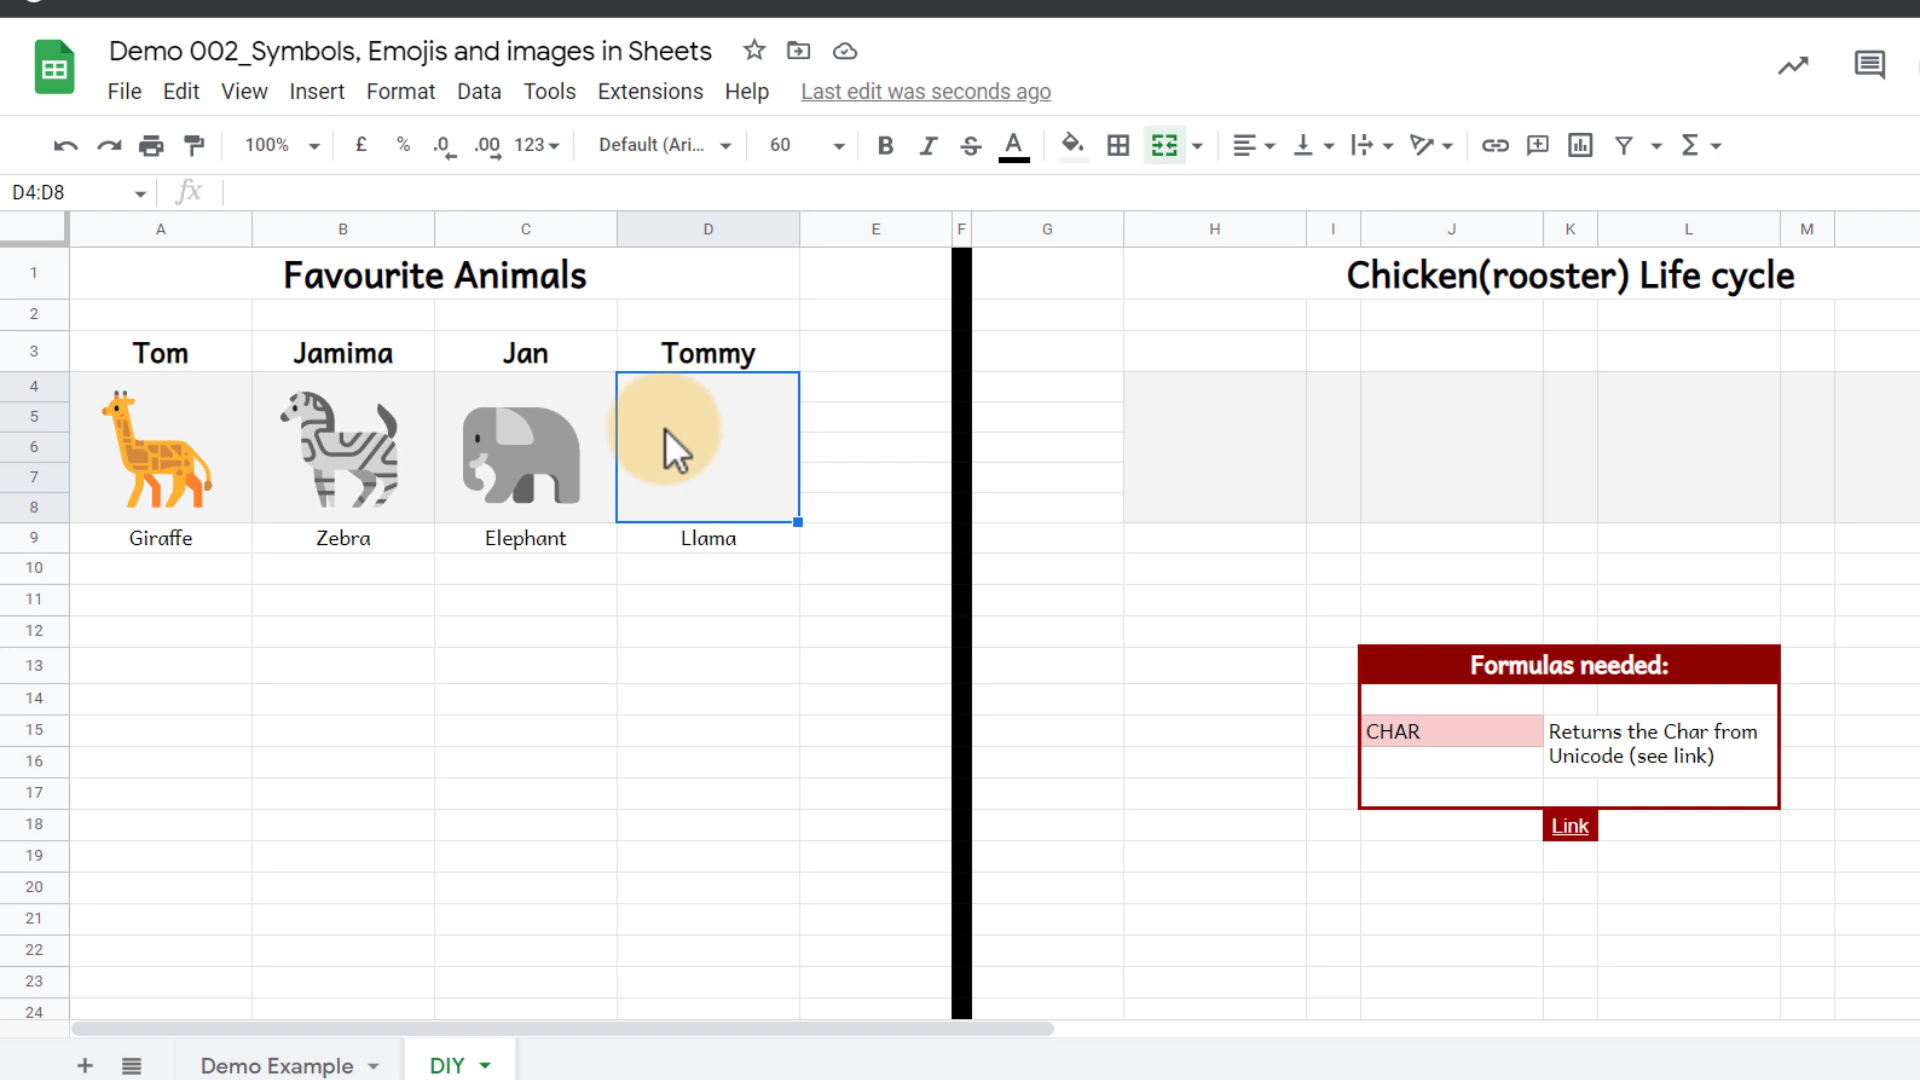 Demo 002_Symbols, Emojis and images in Sheets
File Edit View Insert Format Data Tools Extensions Help Last edit was seconds ago
100% £ % .0 .00 123 Default (Ari... 60 B I S A Σ
D4:D8 fx
A B C D E F G H I J K L M
1 Favourite Animals Chicken(rooster) Life cycle
2
3 Tom Jamima Jan Tommy
4
5
6
7
8
9 Giraffe Zebra Elephant Llama
10
11
12
13 Formulas needed:
14
15 CHAR Returns the Char from
16 Unicode (see link)
17
18 Link
19
20
21
22
23
24
+ Demo Example DIY